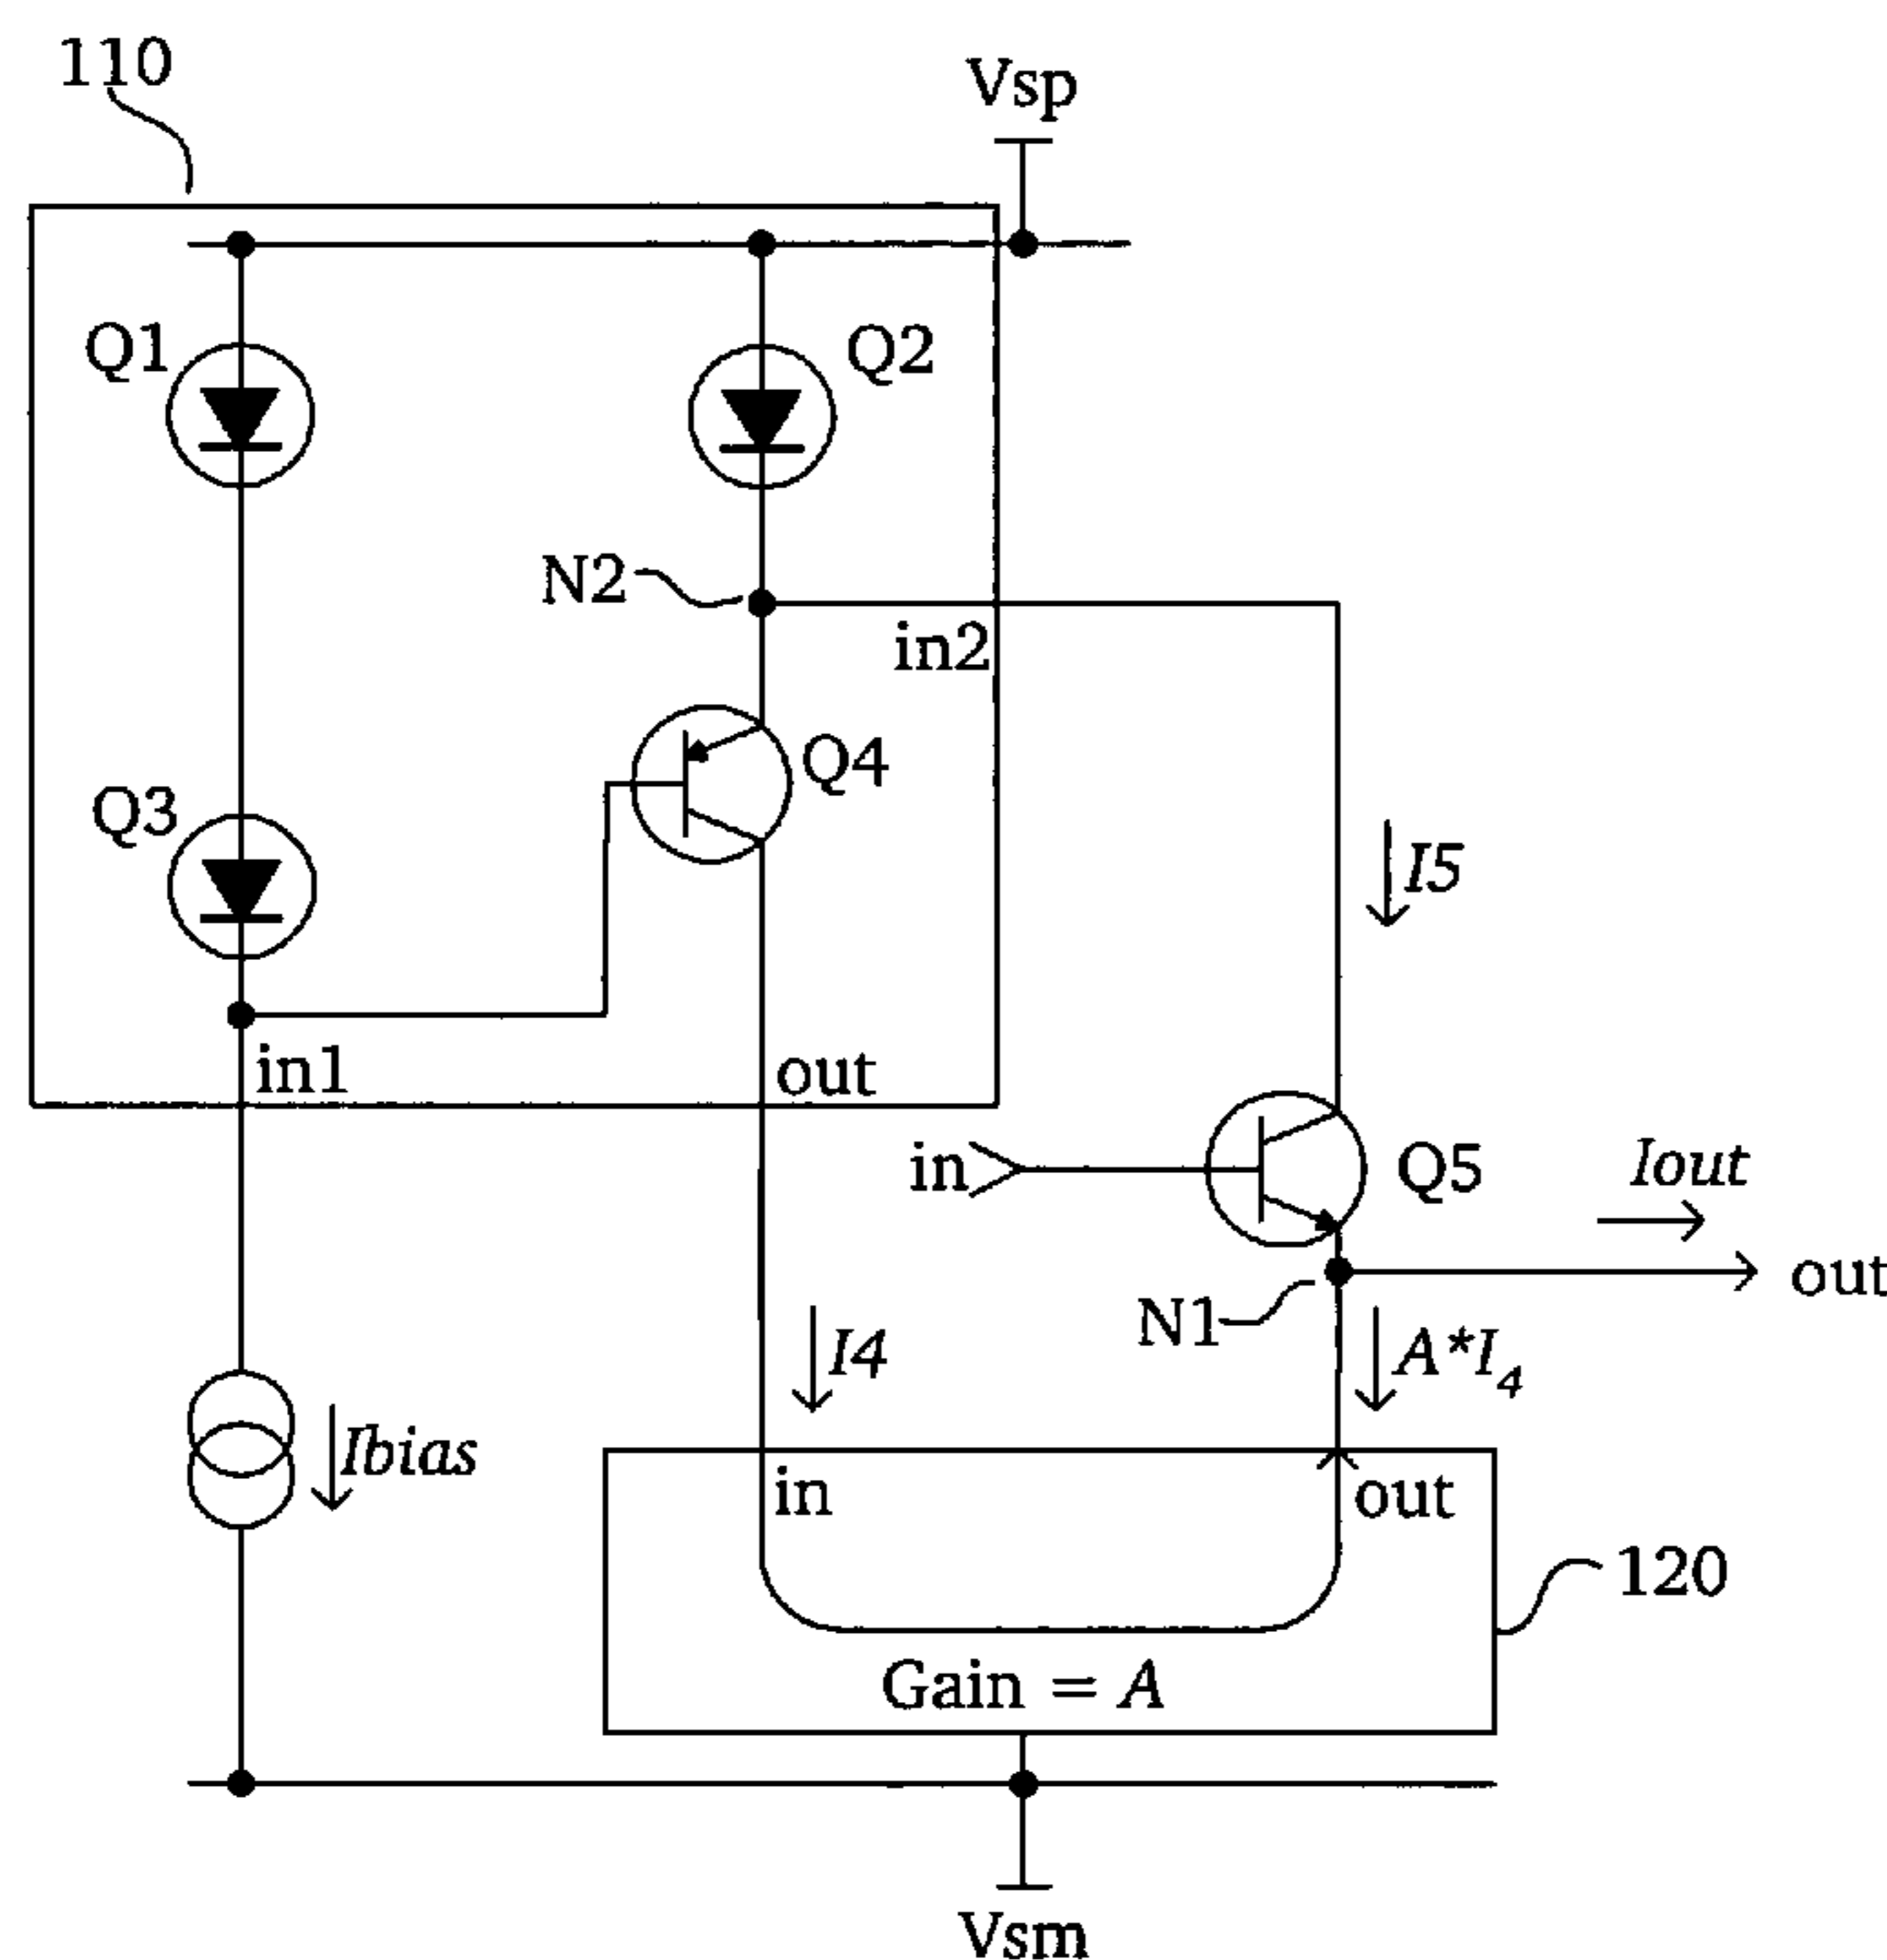 110
Vsp
Q1
Q2
N2
in2
Q4
Q3
I5
in1
out
in
Q5
Iout
out
N1
I4
A*I₄
Ibias
in
out
120
Gain = A
Vsm